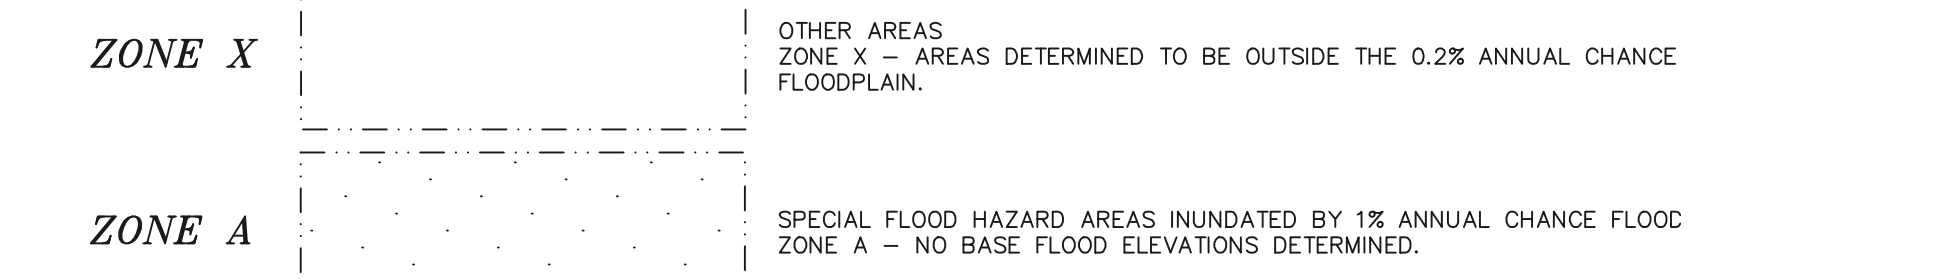 ZONE X
OTHER AREAS
ZONE X – AREAS DETERMINED TO BE OUTSIDE THE 0.2% ANNUAL CHANCE
FLOODPLAIN.
ZONE A
SPECIAL FLOOD HAZARD AREAS INUNDATED BY 1% ANNUAL CHANCE FLOOD
ZONE A – NO BASE FLOOD ELEVATIONS DETERMINED.